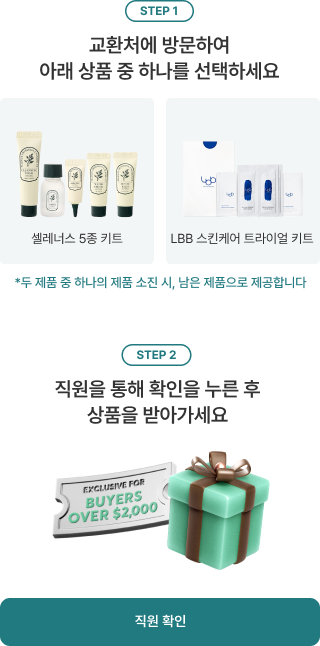 STEP 1
교환처에 방문하여
아래 상품 중 하나를 선택하세요
셀레너스 5종 키트
LBB 스킨케어 트라이얼 키트
*두 제품 중 하나의 제품 소진 시, 남은 제품으로 제공합니다
STEP 2
직원을 통해 확인을 누른 후
상품을 받아가세요
EXCLUSIVE FOR
BUYERS
OVER $2,000
직원 확인